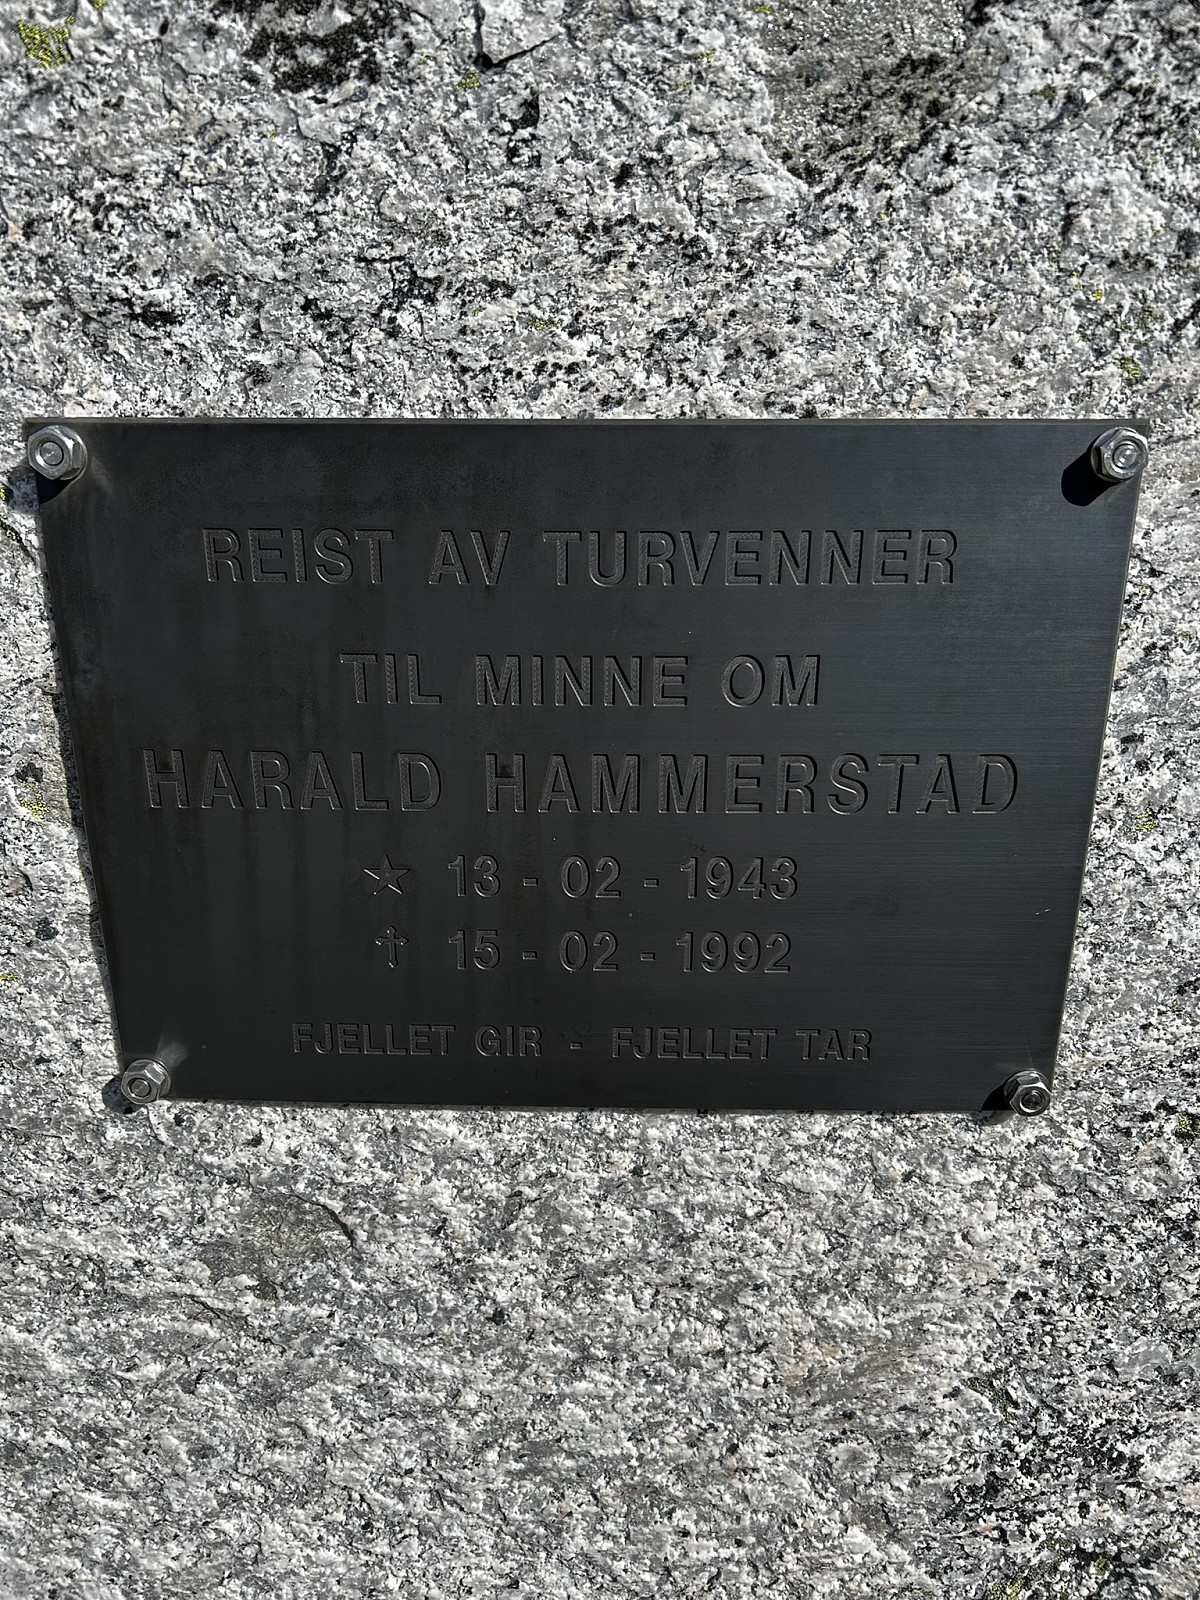 REIST AV TURVENNER
TIL MINNE OM
HARALD HAMMERSTAD
☆ 13 - 02 - 1943
✝ 15 - 02 - 1992
FJELLET GIR - FJELLET TAR